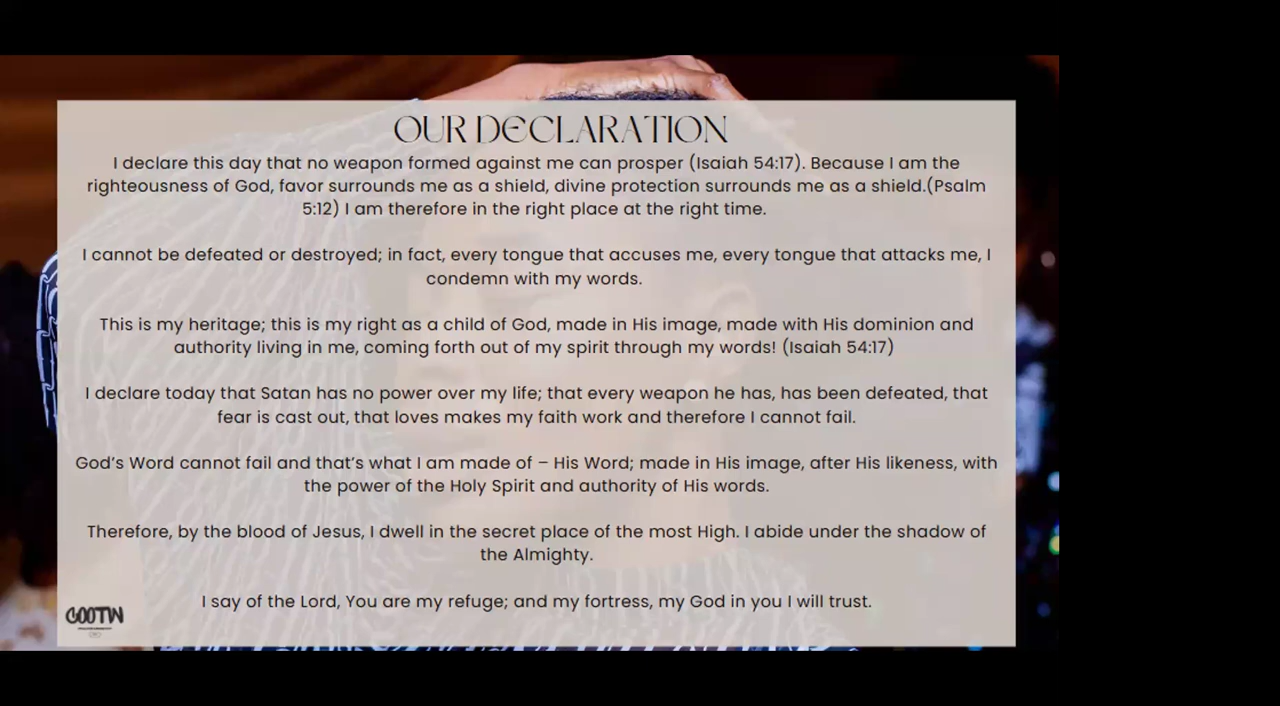 OUR DECLARATION
I declare this day that no weapon formed against me can prosper (Isaiah 54:17). Because I am the
righteousness of God, favor surrounds me as a shield, divine protection surrounds me as a shield.(Psalm
5:12) I am therefore in the right place at the right time.
I cannot be defeated or destroyed; in fact, every tongue that accuses me, every tongue that attacks me, I
condemn with my words.
This is my heritage; this is my right as a child of God, made in His image, made with His dominion and
authority living in me, coming forth out of my spirit through my words! (Isaiah 54:17)
I declare today that Satan has no power over my life; that every weapon he has, has been defeated, that
fear is cast out, that loves makes my faith work and therefore I cannot fail.
God's Word cannot fail and that's what I am made of – His Word; made in His image, after His likeness, with
the power of the Holy Spirit and authority of His words.
Therefore, by the blood of Jesus, I dwell in the secret place of the most High. I abide under the shadow of
the Almighty.
I say of the Lord, You are my refuge; and my fortress, my God in you I will trust.
GOOTW